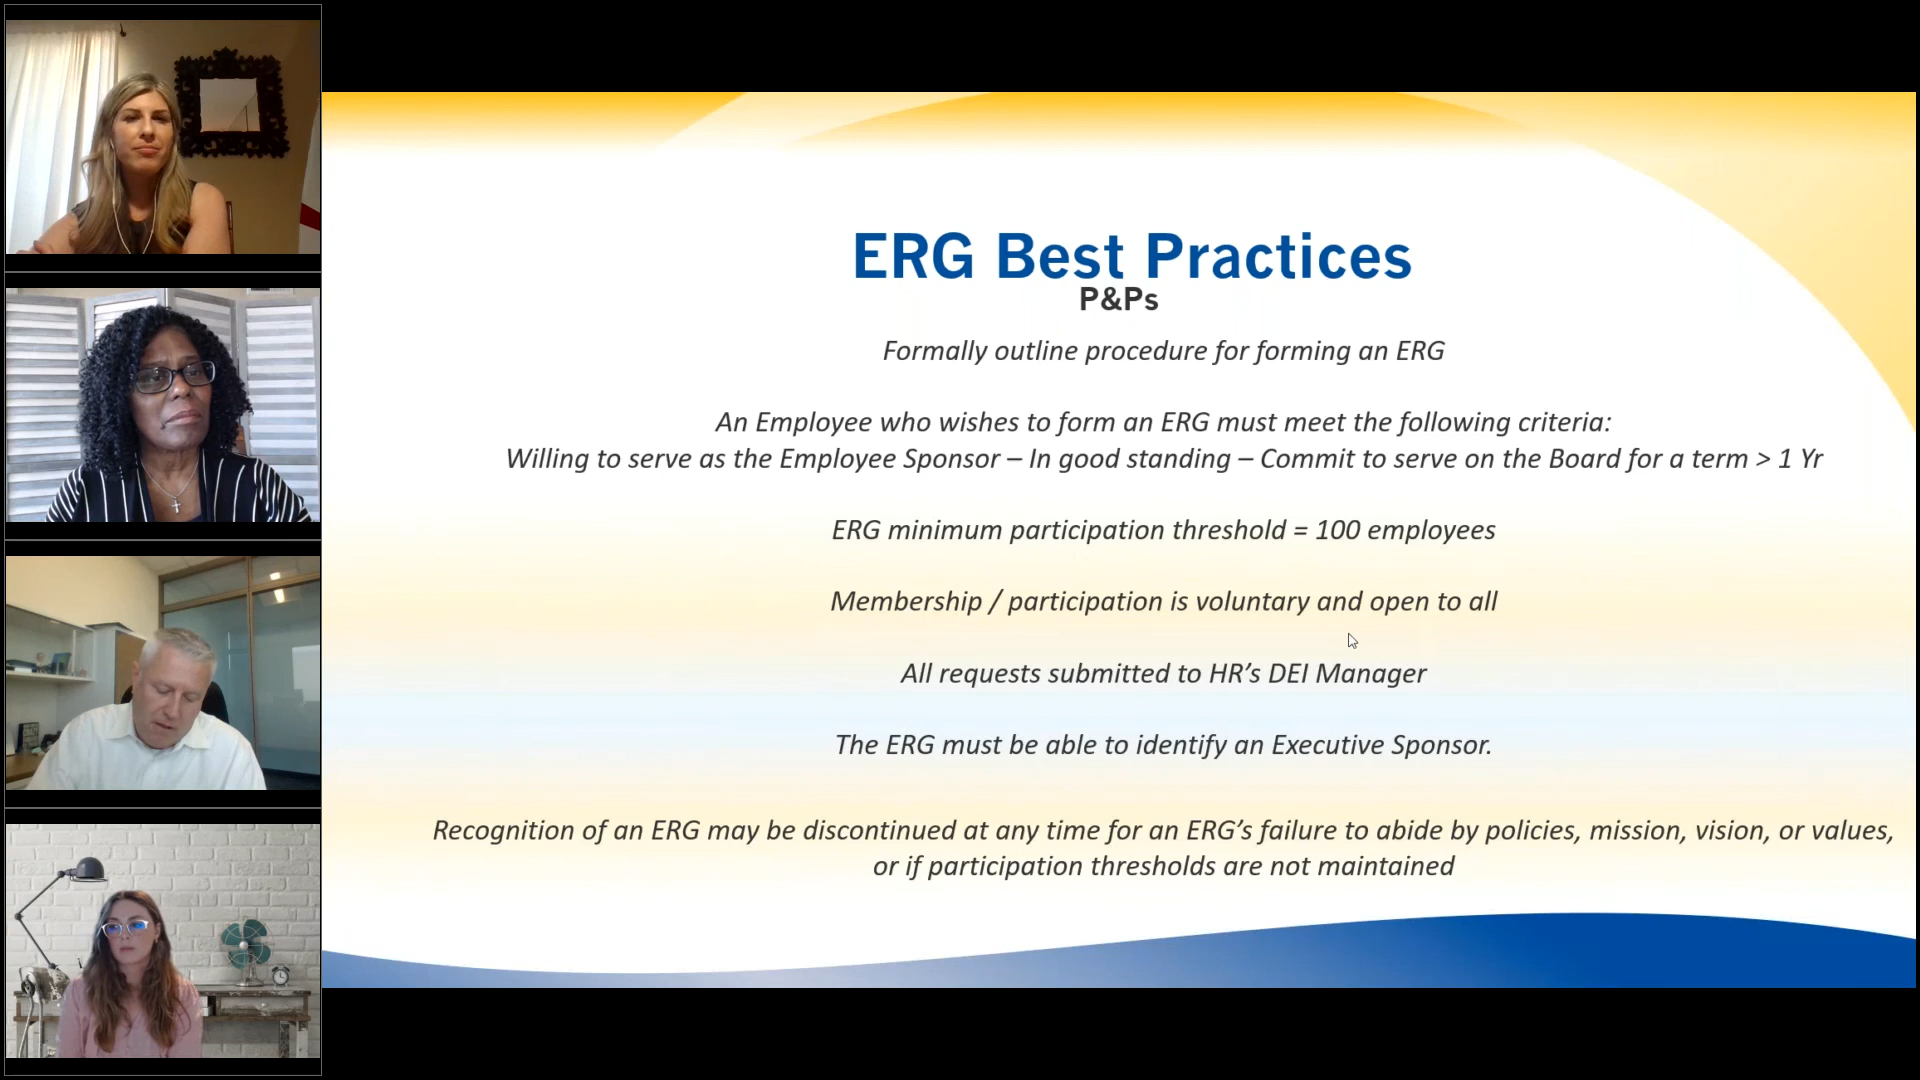 ERG Best Practices
P&Ps
Formally outline procedure for forming an ERG
An Employee who wishes to form an ERG must meet the following criteria:
Willing to serve as the Employee Sponsor – In good standing – Commit to serve on the Board for a term > 1 Yr
ERG minimum participation threshold = 100 employees
Membership / participation is voluntary and open to all
All requests submitted to HR’s DEI Manager
The ERG must be able to identify an Executive Sponsor.
Recognition of an ERG may be discontinued at any time for an ERG’s failure to abide by policies, mission, vision, or values,
or if participation thresholds are not maintained